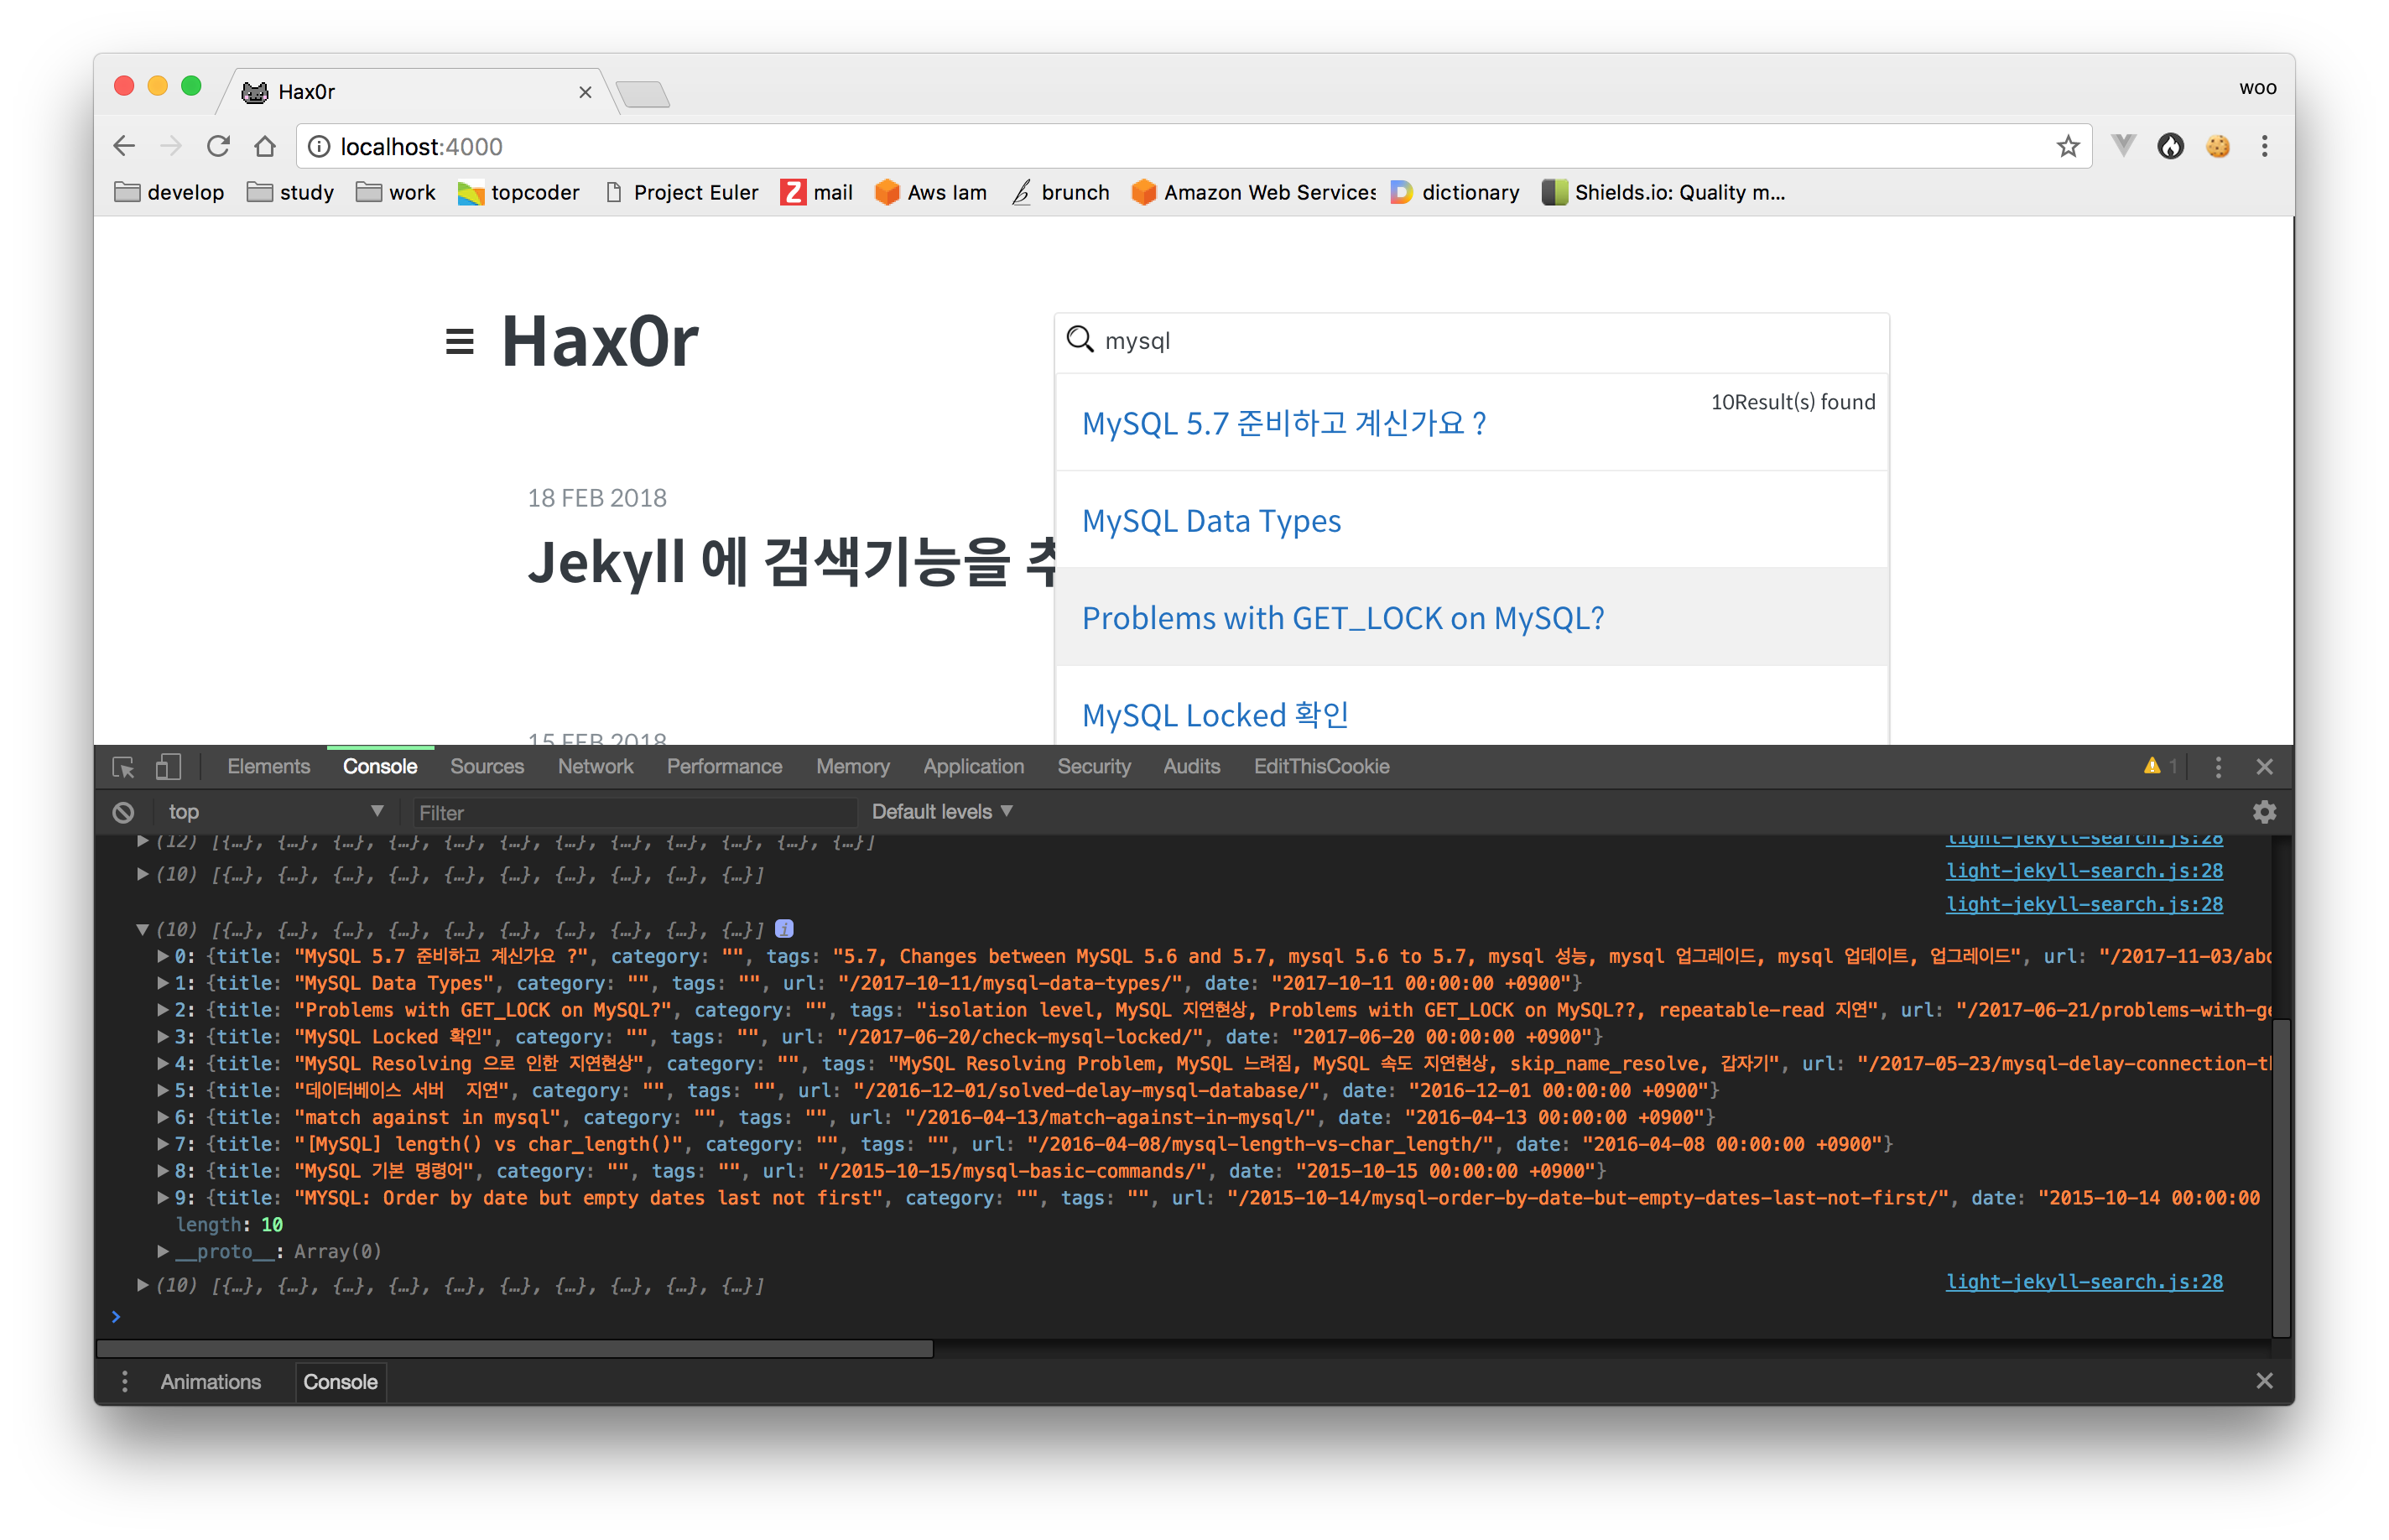 Hax0r
woo
localhost:4000
develop study work topcoder Project Euler mail Aws Iam brunch Amazon Web Services dictionary Shields.io: Quality m...
Hax0r
mysql
10Result(s) found
MySQL 5.7 준비하고 계신가요 ?
18 FEB 2018
MySQL Data Types
Jekyll 에 검색기능을 추
Problems with GET_LOCK on MySQL?
MySQL Locked 확인
15 FEB 2018
Elements Console Sources Network Performance Memory Application Security Audits EditThisCookie 1
top Filter Default levels
(12) [{…}, {…}, {…}, {…}, {…}, {…}, {…}, {…}, {…}, {…}, {…}, {…}] light-jekyll-search.js:28
(10) [{…}, {…}, {…}, {…}, {…}, {…}, {…}, {…}, {…}, {…}] light-jekyll-search.js:28
light-jekyll-search.js:28
(10) [{…}, {…}, {…}, {…}, {…}, {…}, {…}, {…}, {…}, {…}] i
0: {title: "MySQL 5.7 준비하고 계신가요 ?", category: "", tags: "5.7, Changes between MySQL 5.6 and 5.7, mysql 5.6 to 5.7, mysql 성능, mysql 업그레이드, mysql 업데이트, 업그레이드", url: "/2017-11-03/abo
1: {title: "MySQL Data Types", category: "", tags: "", url: "/2017-10-11/mysql-data-types/", date: "2017-10-11 00:00:00 +0900"}
2: {title: "Problems with GET_LOCK on MySQL?", category: "", tags: "isolation level, MySQL 지연현상, Problems with GET_LOCK on MySQL??, repeatable-read 지연", url: "/2017-06-21/problems-with-ge
3: {title: "MySQL Locked 확인", category: "", tags: "", url: "/2017-06-20/check-mysql-locked/", date: "2017-06-20 00:00:00 +0900"}
4: {title: "MySQL Resolving 으로 인한 지연현상", category: "", tags: "MySQL Resolving Problem, MySQL 느려짐, MySQL 속도 지연현상, skip_name_resolve, 갑자기", url: "/2017-05-23/mysql-delay-connection-th
5: {title: "데이터베이스 서버  지연", category: "", tags: "", url: "/2016-12-01/solved-delay-mysql-database/", date: "2016-12-01 00:00:00 +0900"}
6: {title: "match against in mysql", category: "", tags: "", url: "/2016-04-13/match-against-in-mysql/", date: "2016-04-13 00:00:00 +0900"}
7: {title: "[MySQL] length() vs char_length()", category: "", tags: "", url: "/2016-04-08/mysql-length-vs-char_length/", date: "2016-04-08 00:00:00 +0900"}
8: {title: "MySQL 기본 명령어", category: "", tags: "", url: "/2015-10-15/mysql-basic-commands/", date: "2015-10-15 00:00:00 +0900"}
9: {title: "MYSQL: Order by date but empty dates last not first", category: "", tags: "", url: "/2015-10-14/mysql-order-by-date-but-empty-dates-last-not-first/", date: "2015-10-14 00:00:00
length: 10
__proto__: Array(0)
(10) [{…}, {…}, {…}, {…}, {…}, {…}, {…}, {…}, {…}, {…}] light-jekyll-search.js:28
Animations Console